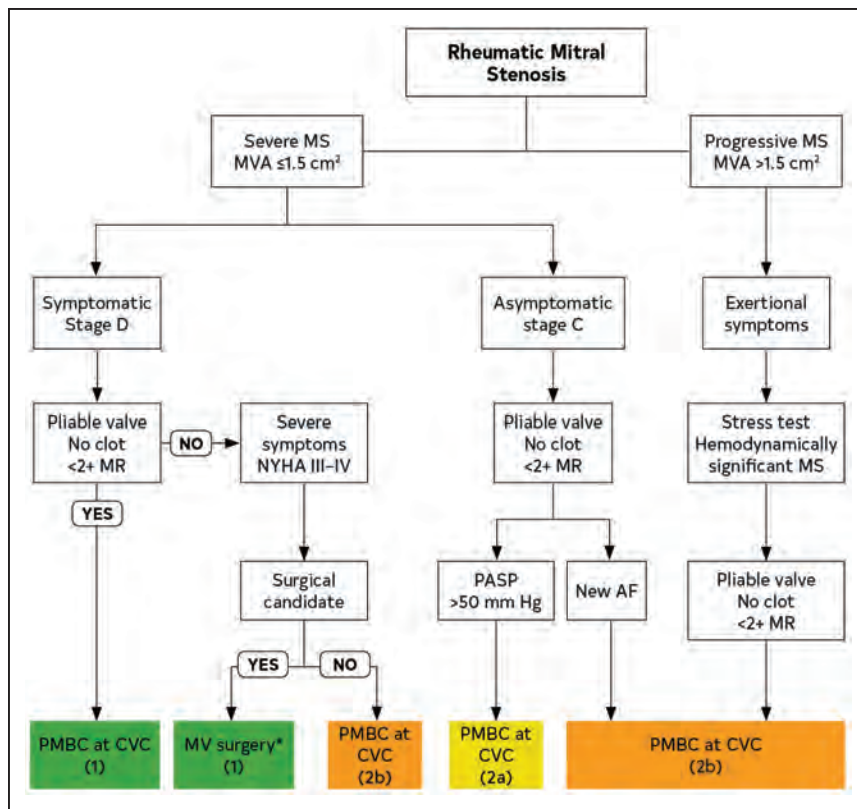 Rheumatic Mitral
Stenosis
Severe MS
MVA ≤1.5 cm²
Progressive MS
MVA >1.5 cm²
Symptomatic
Stage D
Asymptomatic
stage C
Exertional
symptoms
Pliable valve
No clot
<2+ MR
NO
Severe
symptoms
NYHA III–IV
Pliable valve
No clot
<2+ MR
Stress test
Hemodynamically
significant MS
YES
Surgical
candidate
PASP
>50 mm Hg
New AF
Pliable valve
No clot
<2+ MR
YES
NO
PMBC at CVC
(1)
MV surgery*
(1)
PMBC at
CVC
(2b)
PMBC at
CVC
(2a)
PMBC at CVC
(2b)